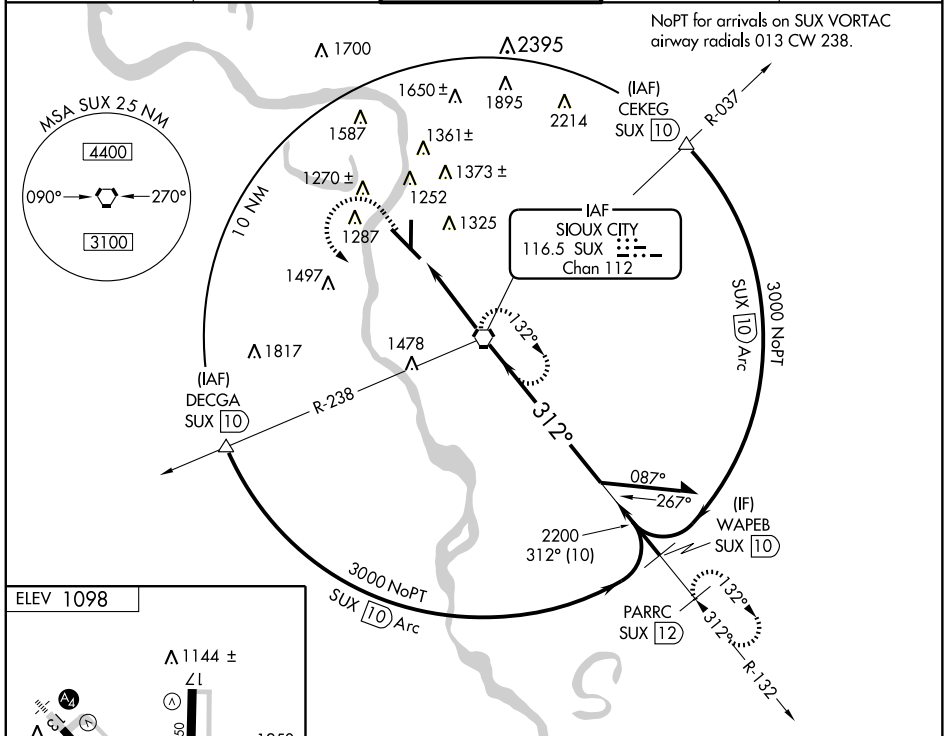 NoPT for arrivals on SUX VORTAC
airway radials 013 CW 238.
1700
2395
MSA SUX 25 NM
4400
090°
270°
3100
1650 ±
1895
2214
(IAF)
CEKEG
SUX 10
R-037
1587
1361±
1270 ±
1252
1373 ±
10 NM
1287
1325
IAF
SIOUX CITY
116.5 SUX
Chan 112
1497
132°
3000 NoPT
SUX 10 Arc
1817
1478
(IAF)
DECGA
SUX 10
R-238
312°
087°
267°
(IF)
WAPEB
SUX 10
2200
312° (10)
3000 NoPT
SUX 10 Arc
PARRC
SUX 12
132°
312°
R-132
ELEV 1098
1144 ±
17
A4
13
V
V